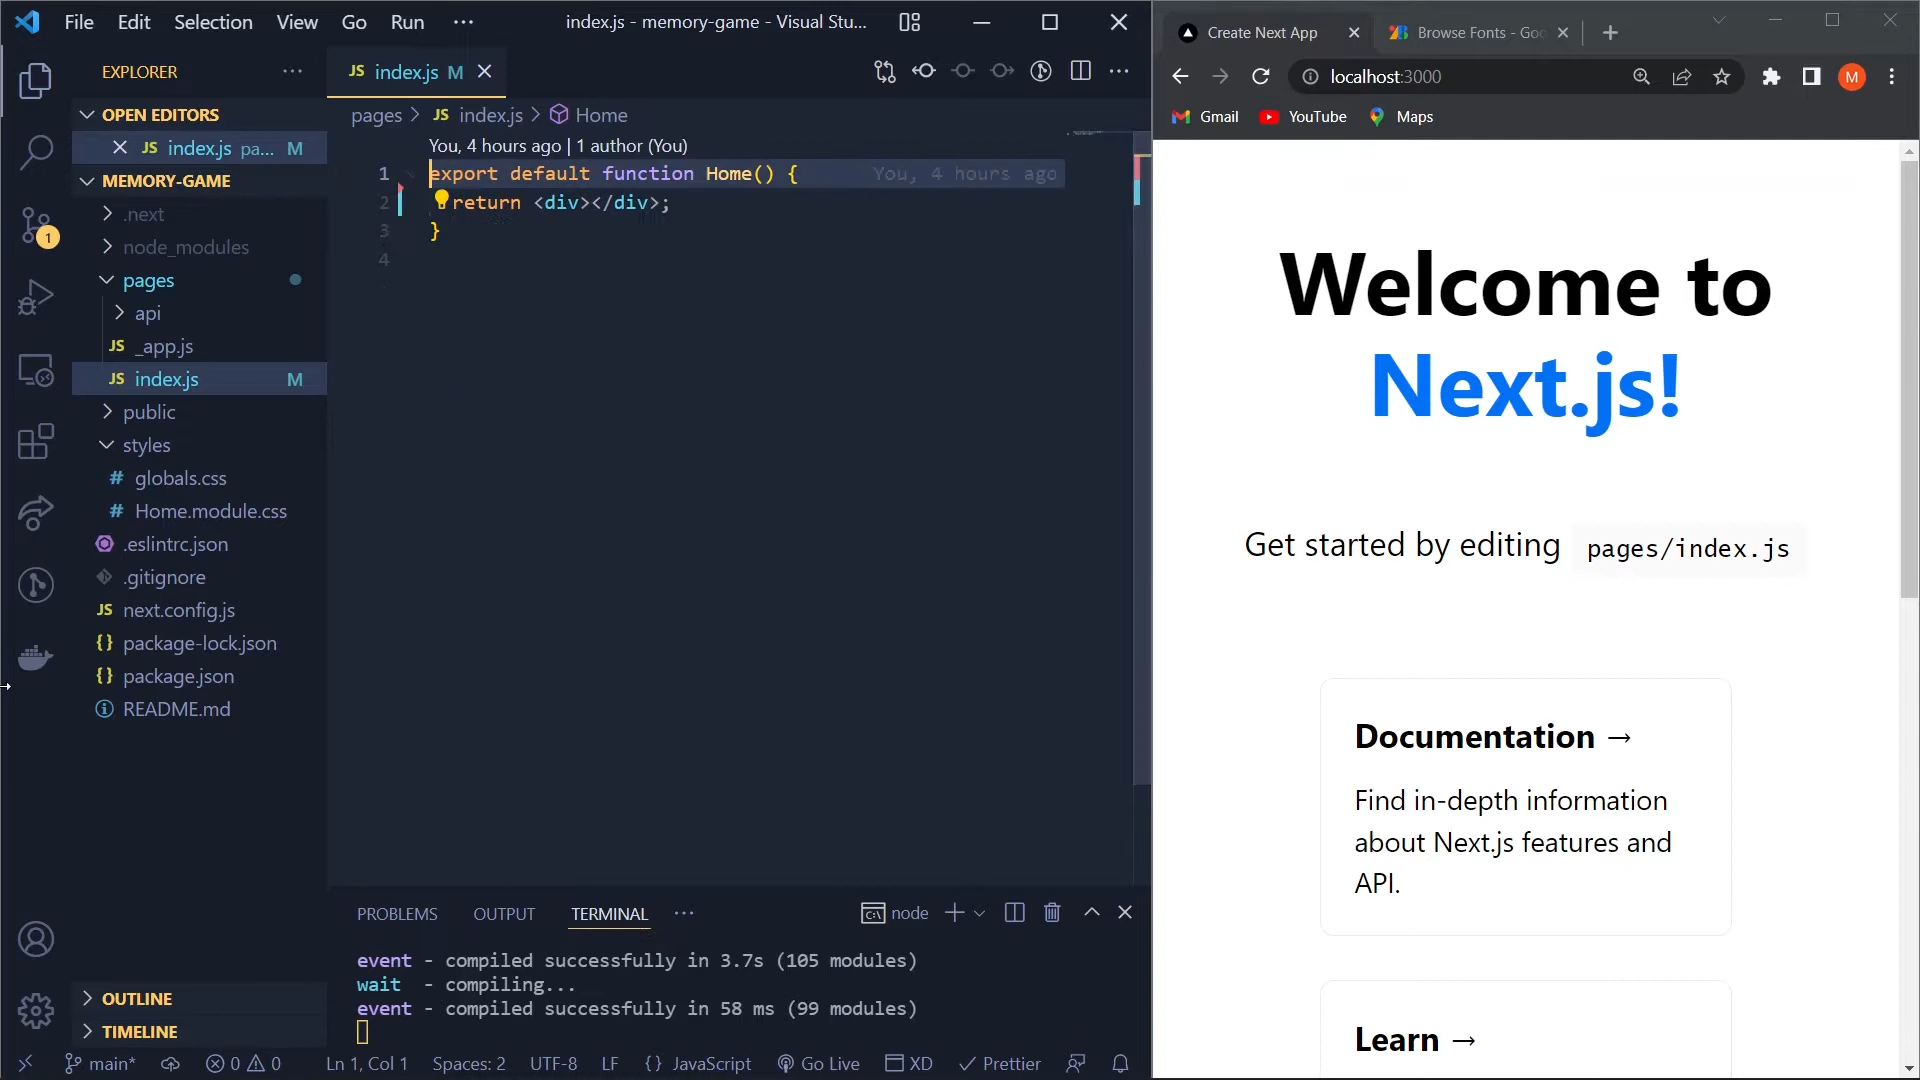 File Edit Selection View Go Run ··· index.js - memory-game - Visual Stu...
EXPLORER ···
OPEN EDITORS
JS index.js pa... M
MEMORY-GAME
.next
node_modules
pages
api
JS _app.js
JS index.js M
public
styles
# globals.css
# Home.module.css
.eslintrc.json
.gitignore
JS next.config.js
{} package-lock.json
{} package.json
README.md
OUTLINE
TIMELINE
1
JS index.js M
pages > JS index.js > Home
You, 4 hours ago | 1 author (You)
1 export default function Home() { You, 4 hours ago
2 return <div></div>;
3 }
4
PROBLEMS OUTPUT TERMINAL ··· node
event - compiled successfully in 3.7s (105 modules)
wait - compiling...
event - compiled successfully in 58 ms (99 modules)
main* 0 0 Ln 1, Col 1 Spaces: 2 UTF-8 LF {} JavaScript Go Live XD Prettier
Create Next App
Browse Fonts - Goo
localhost:3000
M
Gmail YouTube Maps
Welcome to
Next.js!
Get started by editing pages/index.js
Documentation →
Find in-depth information
about Next.js features and
API.
Learn →